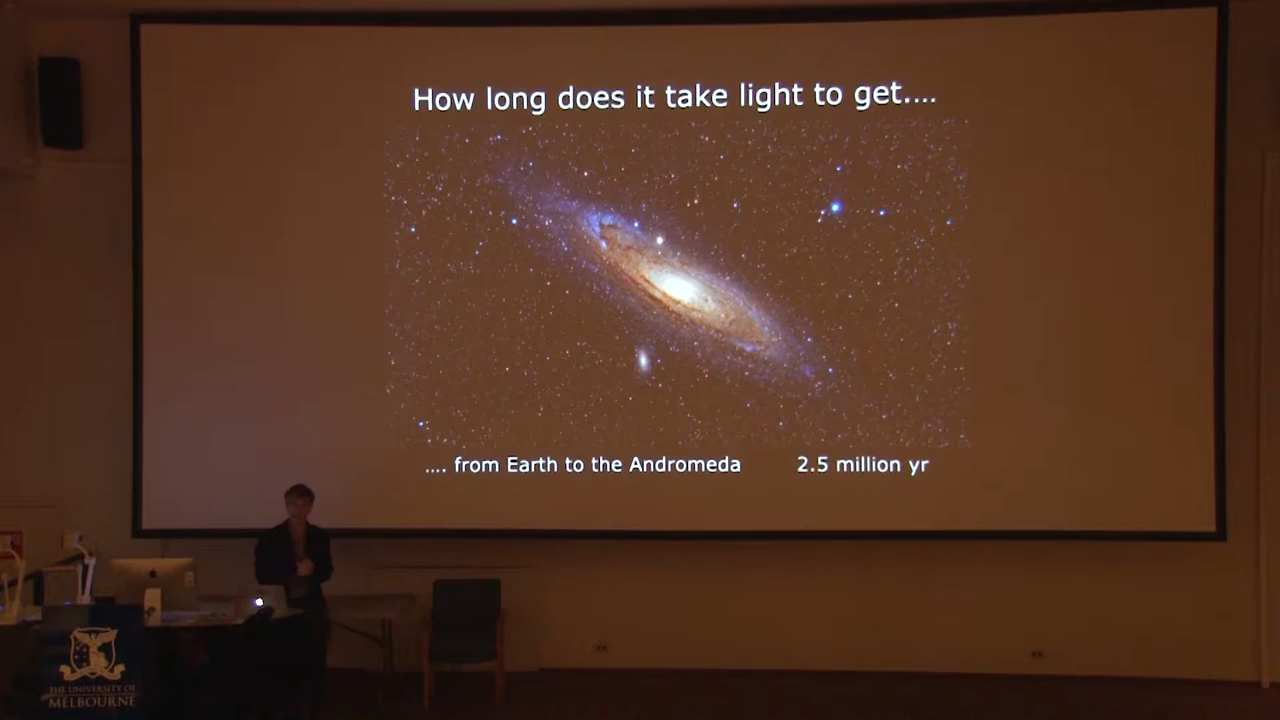 How long does it take light to get....
.... from Earth to the Andromeda 2.5 million yr
THE UNIVERSITY OF
MELBOURNE